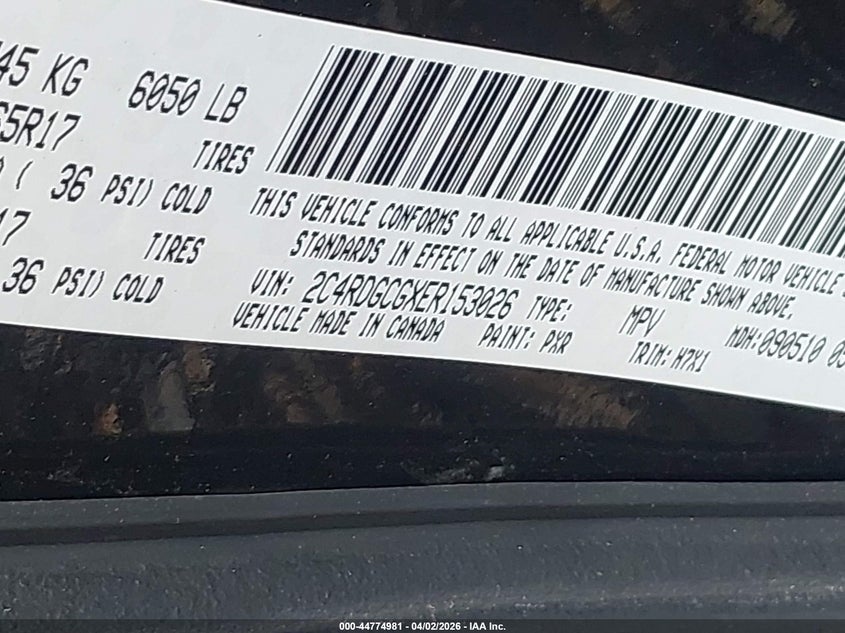 45 KG 6050 LB
65R17 TIRES
( 36 PSI) COLD
17 TIRES
36 PSI) COLD
THIS VEHICLE CONFORMS TO ALL APPLICABLE U.S.A. FEDERAL MOTOR VEHICLE
STANDARDS IN EFFECT ON THE DATE OF MANUFACTURE SHOWN ABOVE.
VIN: 2C4RDGCGXER153026 TYPE: MPV MDH:090510 05
VEHICLE MADE IN CANADA PAINT: PXR TRIM: H7X1
000-44774981 - 04/02/2026 - IAA Inc.